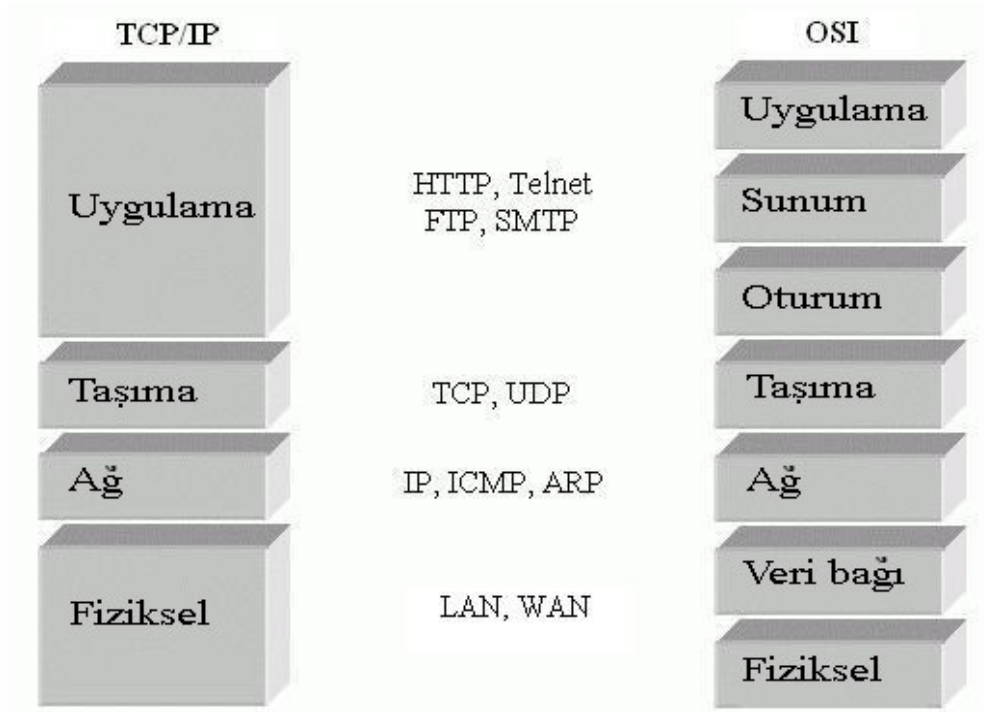 TCP/IP
OSI
Uygulama
Uygulama
HTTP, Telnet
FTP, SMTP
Sunum
Oturum
Taşıma
TCP, UDP
Taşıma
Ağ
IP, ICMP, ARP
Ağ
Fiziksel
LAN, WAN
Veri bağı
Fiziksel